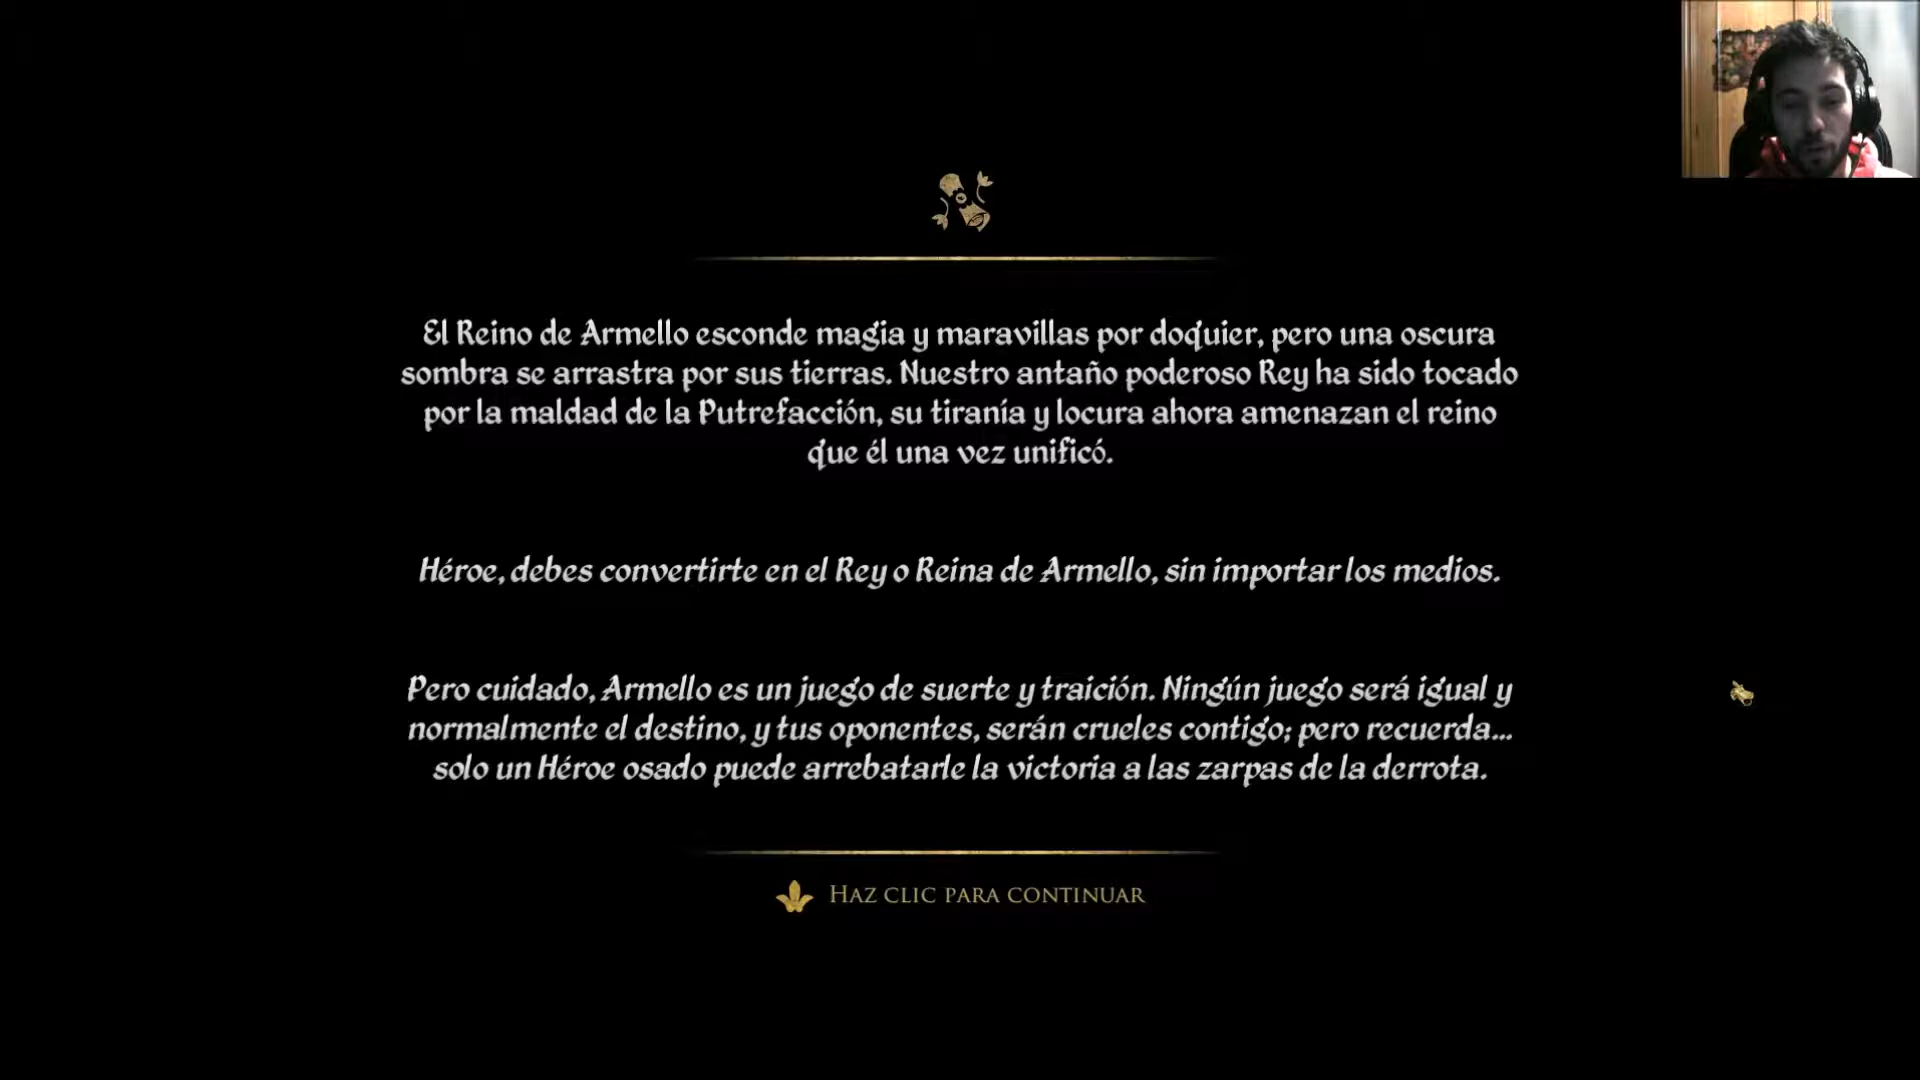 El Reino de Armello esconde magia y maravillas por doquier, pero una oscura
sombra se arrastra por sus tierras. Nuestro antaño poderoso Rey ha sido tocado
por la maldad de la Putrefacción, su tiranía y locura ahora amenazan el reino
que él una vez unificó.
Héroe, debes convertirte en el Rey o Reina de Armello, sin importar los medios.
Pero cuidado, Armello es un juego de suerte y traición. Ningún juego será igual y
normalmente el destino, y tus oponentes, serán crueles contigo; pero recuerda...
solo un Héroe osado puede arrebatarle la victoria a las zarpas de la derrota.
Haz clic para continuar